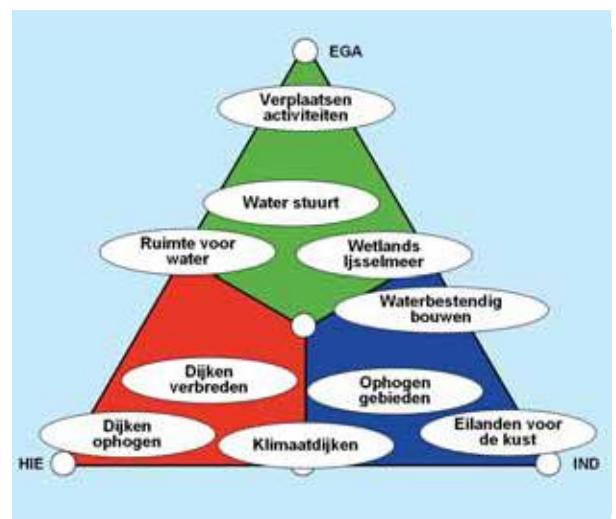 EGA
Verplaatsen
activiteiten
Water stuurt
Ruimte voor
water
Wetlands
Ijsselmeer
Waterbestendig
bouwen
Dijken
verbreden
Ophogen
gebieden
Dijken
ophogen
Klimaatdijken
Eilanden voor
de kust
HIE
IND